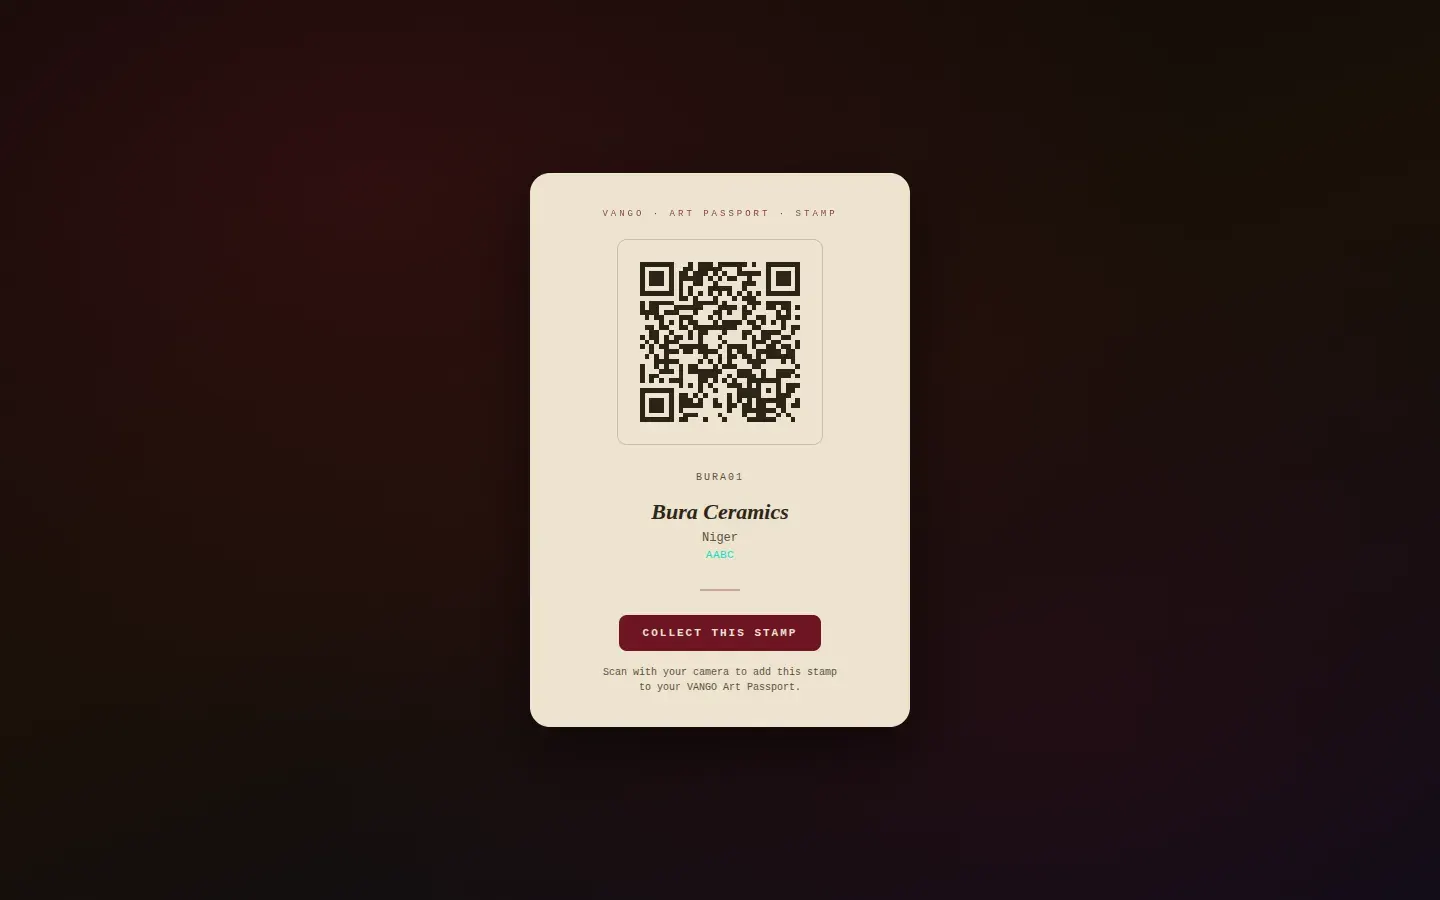 VANGO · ART PASSPORT · STAMP
BURA01
Bura Ceramics
Niger
AABC
COLLECT THIS STAMP
Scan with your camera to add this stamp
to your VANGO Art Passport.